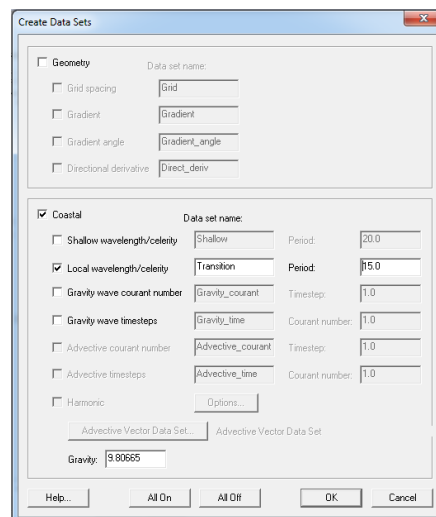 Create Data Sets
Geometry Data set name:
Grid spacing Grid
Gradient Gradient
Gradient angle Gradient_angle
Directional derivative Direct_deriv
Coastal Data set name:
Shallow wavelength/celerity Shallow Period: 20.0
Local wavelength/celerity Transition Period: 15.0
Gravity wave courant number Gravity_courant Timestep: 1.0
Gravity wave timesteps Gravity_time Courant number: 1.0
Advective courant number Advective_courant Timestep: 1.0
Advective timesteps Advective_time Courant number: 1.0
Harmonic Options...
Advective Vector Data Set... Advective Vector Data Set
Gravity: 9.80665
Help... All On All Off OK Cancel